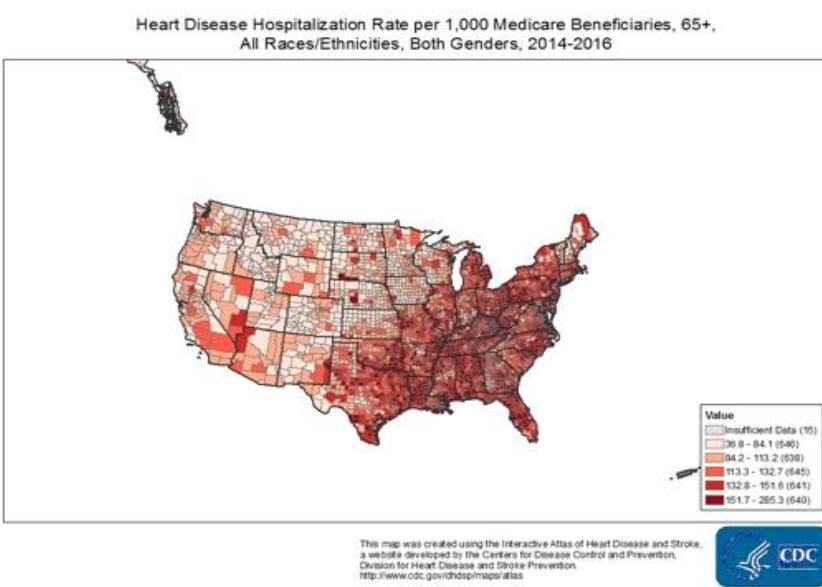 Heart Disease Hospitalization Rate per 1,000 Medicare Beneficiaries, 65+,
All Races/Ethnicities, Both Genders, 2014-2016
Value
Insufficient Data (15)
36.8 - 84.1 (646)
84.2 - 113.2 (638)
113.3 - 132.7 (645)
132.8 - 151.6 (641)
151.7 - 285.3 (640)
This map was created using the Interactive Atlas of Heart Disease and Stroke,
a website developed by the Centers for Disease Control and Prevention,
Division for Heart Disease and Stroke Prevention.
http://www.cdc.gov/dhdsp/maps/atlas
CDC